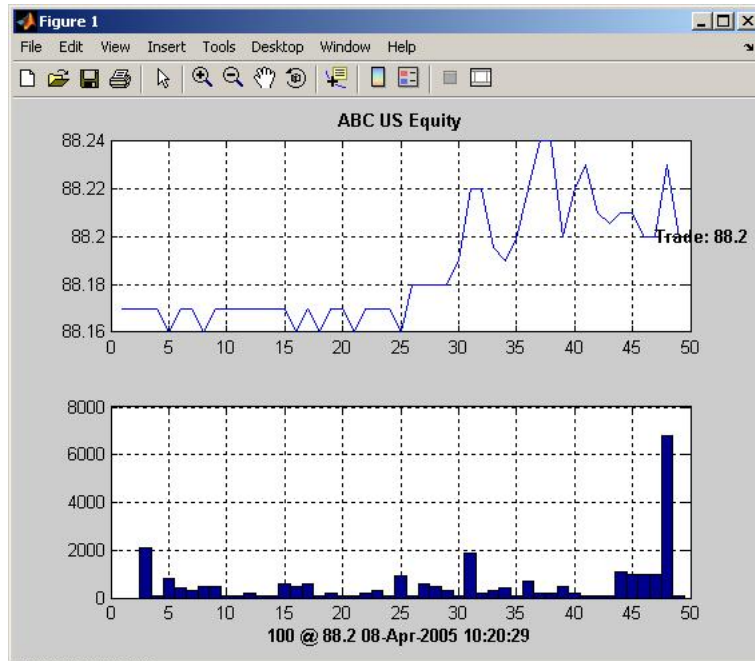 Figure 1
File Edit View Insert Tools Desktop Window Help
ABC US Equity
88.24
88.22
88.2
88.18
88.16
Trade: 88.2
0 5 10 15 20 25 30 35 40 45 50
8000
6000
4000
2000
0
0 5 10 15 20 25 30 35 40 45 50
100 @ 88.2 08-Apr-2005 10:20:29